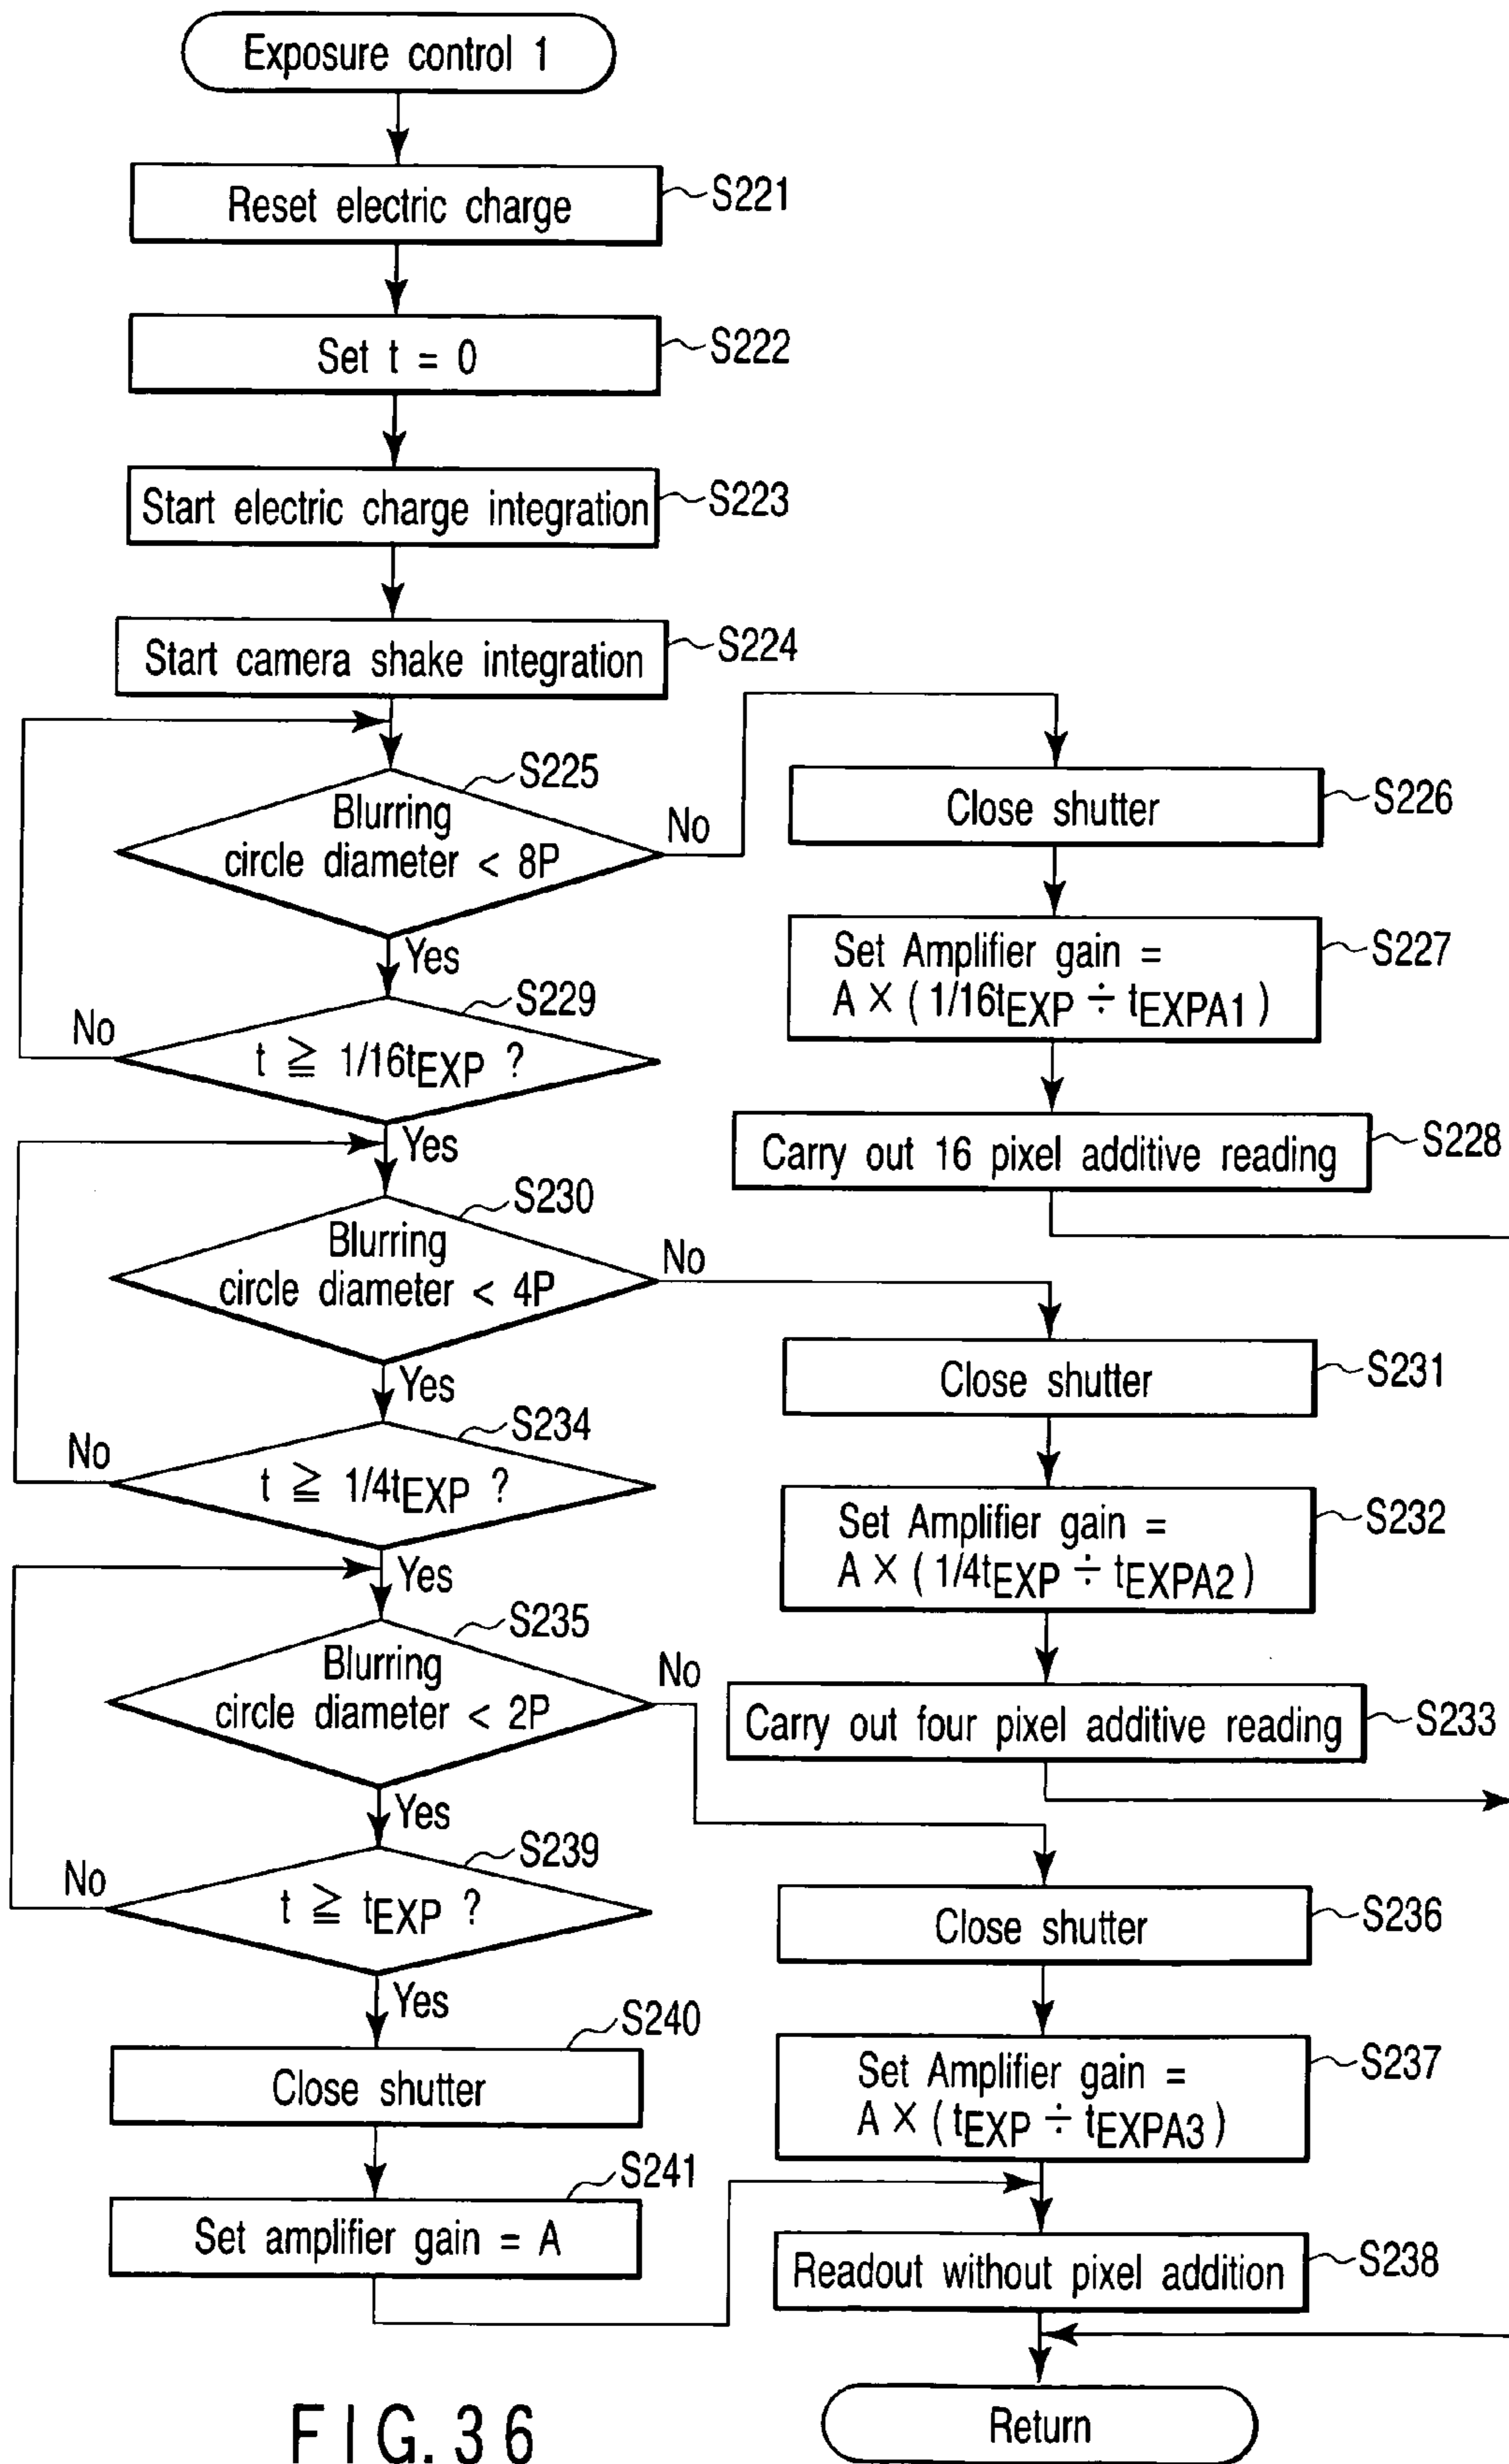 Exposure control 1
Reset electric charge
S221
Set t = 0
S222
Start electric charge integration
S223
Start camera shake integration
S224
S225
Blurring
circle diameter < 8P
No
Yes
Close shutter
S226
Set Amplifier gain =
A × ( 1/16tEXP ÷ tEXPA1 )
S227
Carry out 16 pixel additive reading
S228
S229
t ≧ 1/16tEXP ?
No
Yes
S230
Blurring
circle diameter < 4P
No
Yes
Close shutter
S231
Set Amplifier gain =
A × ( 1/4tEXP ÷ tEXPA2 )
S232
Carry out four pixel additive reading
S233
S234
t ≧ 1/4tEXP ?
No
Yes
S235
Blurring
circle diameter < 2P
No
Yes
Close shutter
S236
Set Amplifier gain =
A × ( tEXP ÷ tEXPA3 )
S237
Readout without pixel addition
S238
S239
t ≧ tEXP ?
No
Yes
S240
Close shutter
S241
Set amplifier gain = A
Return
FIG. 36